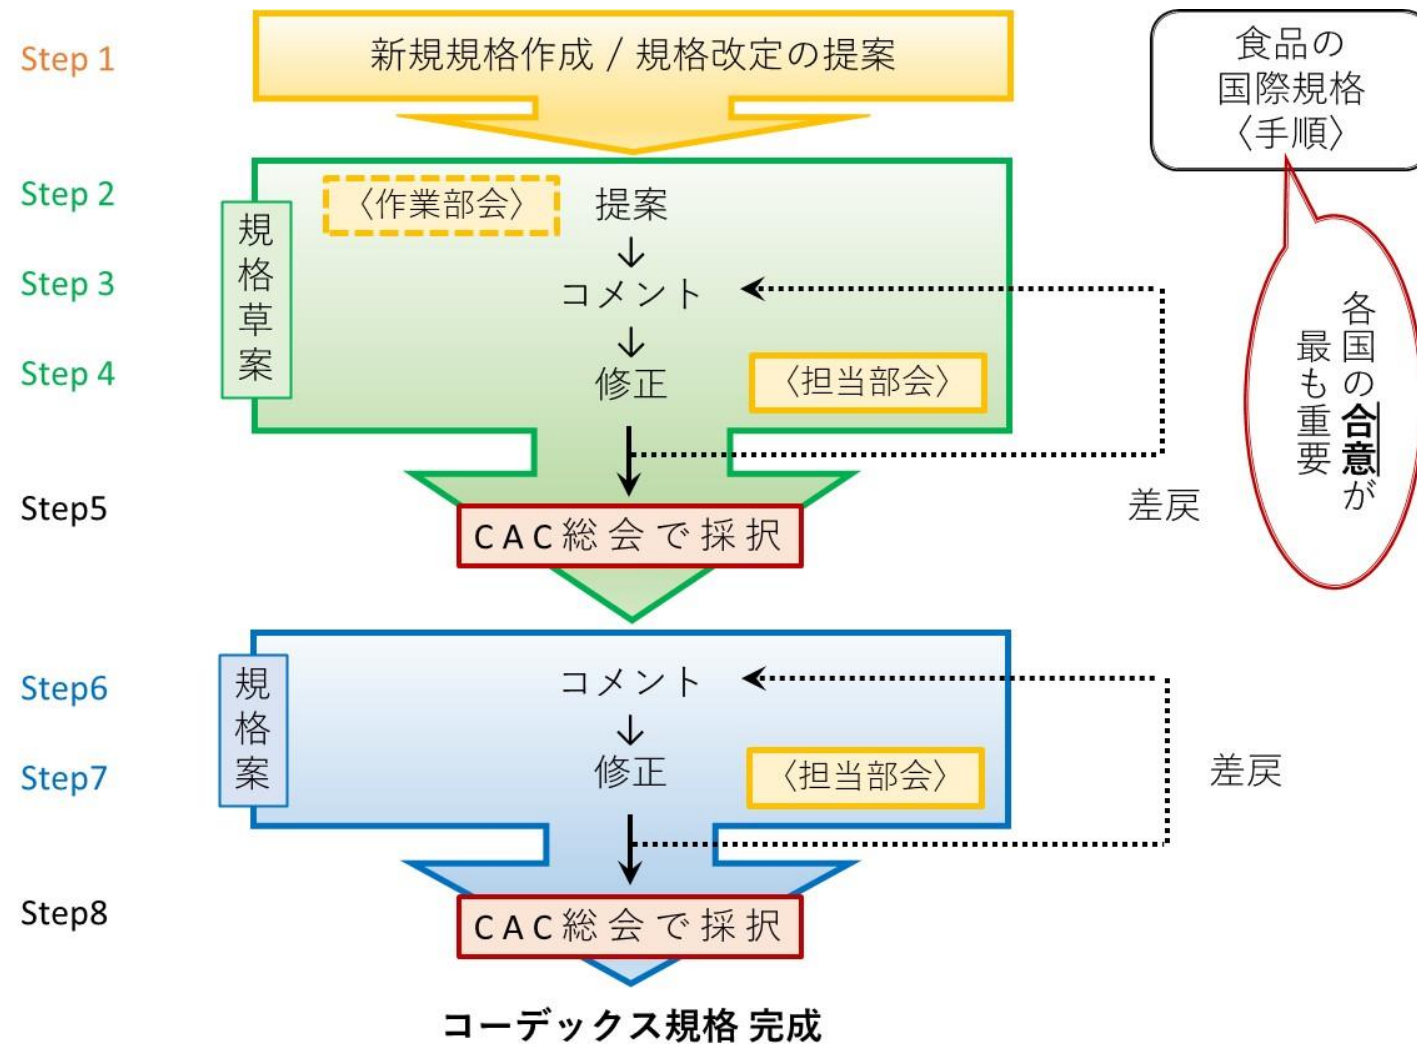 Step 1
新規規格作成 / 規格改定の提案
食品の
国際規格
〈手順〉
Step 2
〈作業部会〉
提案
↓
規格草案
Step 3
コメント
↓
Step 4
修正
〈担当部会〉
各国の合意が
最も重要
差戻
Step5
CAC総会で採択
規格案
Step6
コメント
↓
Step7
修正
〈担当部会〉
差戻
Step8
CAC総会で採択
コーデックス規格 完成